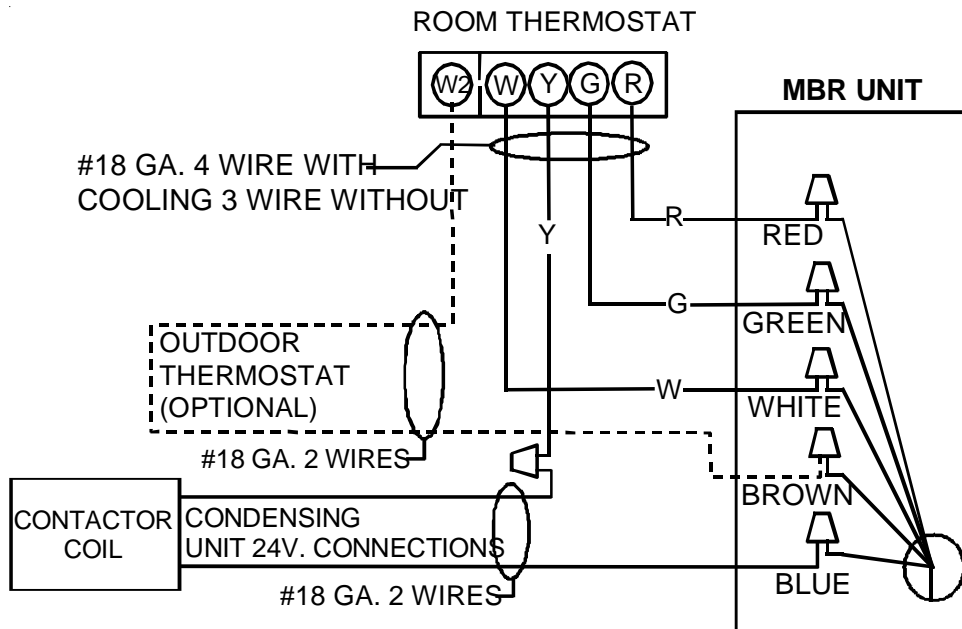 ROOM THERMOSTAT
W2 W Y G R
MBR UNIT
#18 GA. 4 WIRE WITH
COOLING 3 WIRE WITHOUT
R
RED
Y
G
GREEN
OUTDOOR
THERMOSTAT
(OPTIONAL)
W
WHITE
#18 GA. 2 WIRES
BROWN
CONTACTOR
COIL
CONDENSING
UNIT 24V. CONNECTIONS
BLUE
#18 GA. 2 WIRES